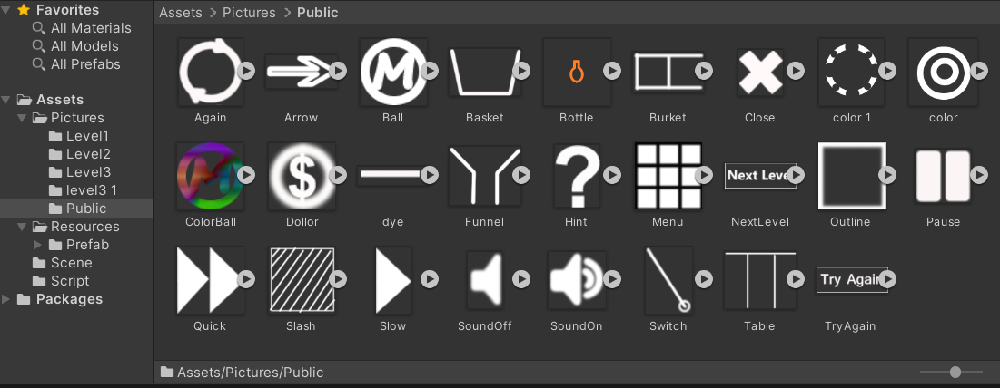 Favorites
All Materials
All Models
All Prefabs
Assets
Pictures
Level1
Level2
Level3
level3 1
Public
Resources
Prefab
Scene
Script
Packages
Assets > Pictures > Public
Again Arrow Ball Basket Bottle Burket Close color 1 color
M
M
$
?
Next Leve
ColorBall Dollor dye Funnel Hint Menu NextLevel Outline Pause
Try Again
Quick Slash Slow SoundOff SoundOn Switch Table TryAgain
Assets/Pictures/Public